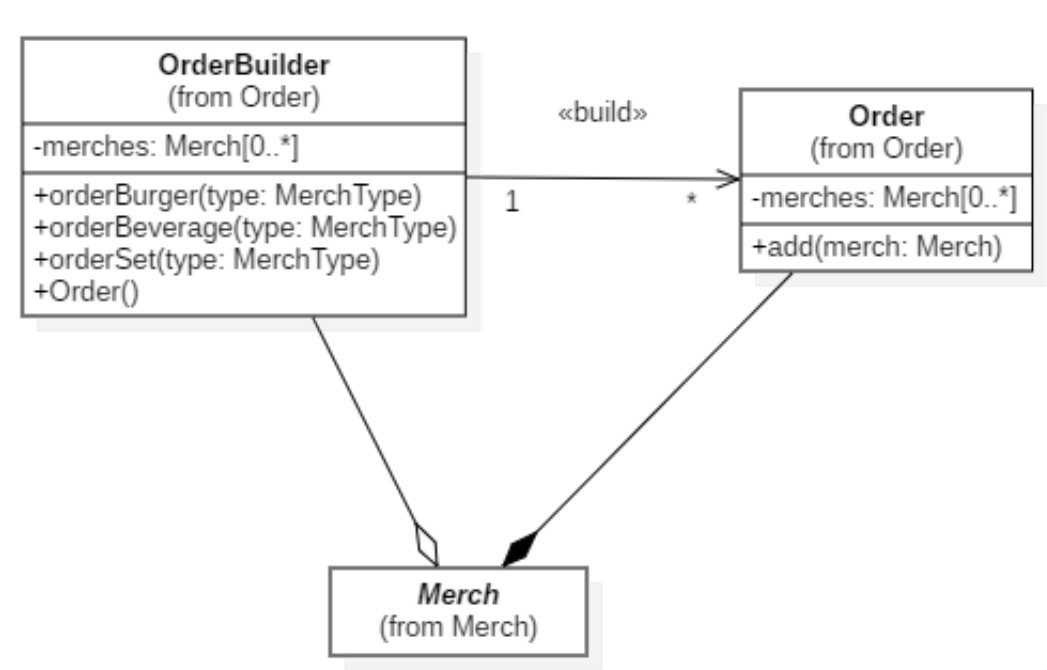 OrderBuilder
(from Order)
-merches: Merch[0..*]
+orderBurger(type: MerchType)
+orderBeverage(type: MerchType)
+orderSet(type: MerchType)
+Order()
«build»
1
*
Order
(from Order)
-merches: Merch[0..*]
+add(merch: Merch)
Merch
(from Merch)